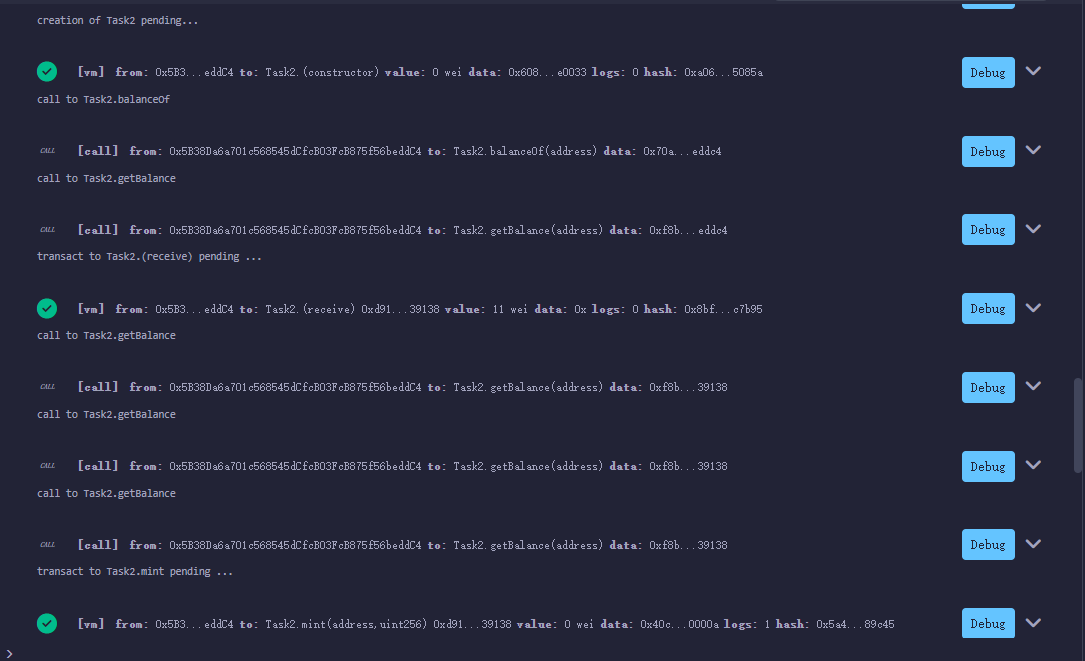 creation of Task2 pending...
[vm] from: 0x5B3...eddC4 to: Task2.(constructor) value: 0 wei data: 0x608...e0033 logs: 0 hash: 0xa06...5085a Debug
call to Task2.balanceOf
CALL [call] from: 0x5B38Da6a701c568545dCfcB03FcB875f56beddC4 to: Task2.balanceOf(address) data: 0x70a...eddc4 Debug
call to Task2.getBalance
CALL [call] from: 0x5B38Da6a701c568545dCfcB03FcB875f56beddC4 to: Task2.getBalance(address) data: 0xf8b...eddc4 Debug
transact to Task2.(receive) pending ...
[vm] from: 0x5B3...eddC4 to: Task2.(receive) 0xd91...39138 value: 11 wei data: 0x logs: 0 hash: 0x8bf...c7b95 Debug
call to Task2.getBalance
CALL [call] from: 0x5B38Da6a701c568545dCfcB03FcB875f56beddC4 to: Task2.getBalance(address) data: 0xf8b...39138 Debug
call to Task2.getBalance
CALL [call] from: 0x5B38Da6a701c568545dCfcB03FcB875f56beddC4 to: Task2.getBalance(address) data: 0xf8b...39138 Debug
call to Task2.getBalance
CALL [call] from: 0x5B38Da6a701c568545dCfcB03FcB875f56beddC4 to: Task2.getBalance(address) data: 0xf8b...39138 Debug
transact to Task2.mint pending ...
[vm] from: 0x5B3...eddC4 to: Task2.mint(address,uint256) 0xd91...39138 value: 0 wei data: 0x40c...0000a logs: 1 hash: 0x5a4...89c45 Debug
>